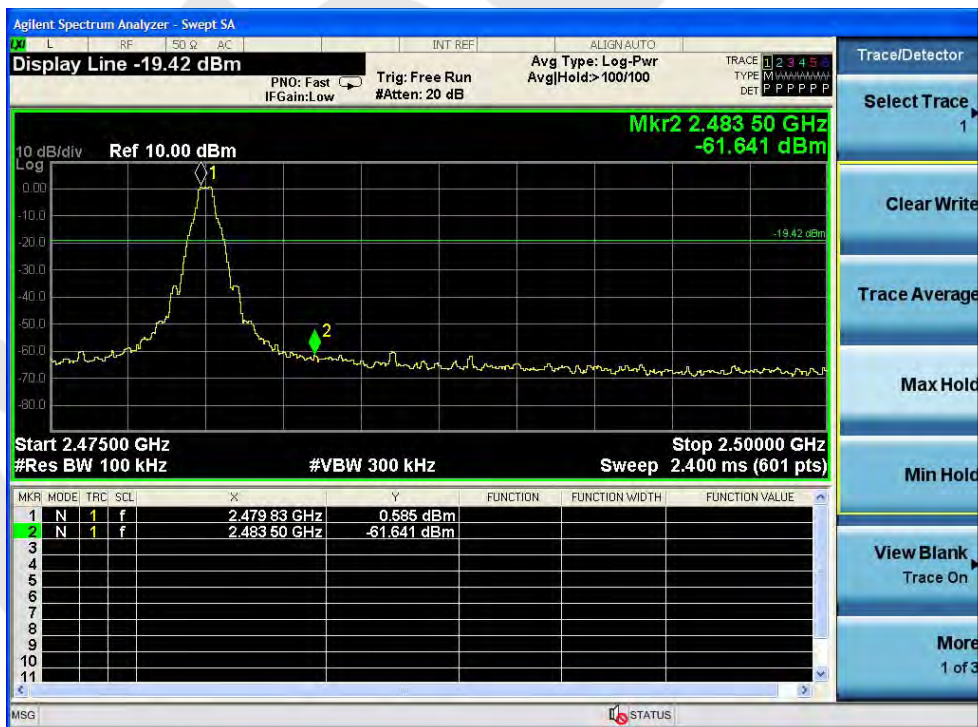 Agilent Spectrum Analyzer - Swept SA
LXI L RF 50 Ω AC INT REF ALIGNAUTO
Display Line -19.42 dBm
PNO: Fast
IFGain:Low
Trig: Free Run
#Atten: 20 dB
Avg Type: Log-Pwr
Avg|Hold:> 100/100
TRACE 1 2 3 4 5 6
TYPE M
DET P P P P P P
Mkr2 2.483 50 GHz
-61.641 dBm
10 dB/div Ref 10.00 dBm
Log
1
0.00
-10.0
-20.0
-19.42 dBm
-30.0
-40.0
-50.0
2
-60.0
-70.0
-80.0
Start 2.47500 GHz Stop 2.50000 GHz
#Res BW 100 kHz #VBW 300 kHz Sweep 2.400 ms (601 pts)
MKR MODE TRC SCL X Y FUNCTION FUNCTION WIDTH FUNCTION VALUE
1 N 1 f 2.479 83 GHz 0.585 dBm
2 N 1 f 2.483 50 GHz -61.641 dBm
3
4
5
6
7
8
9
10
11
MSG STATUS
Trace/Detector
Select Trace
1
Clear Write
Trace Average
Max Hold
Min Hold
View Blank
Trace On
More
1 of 3